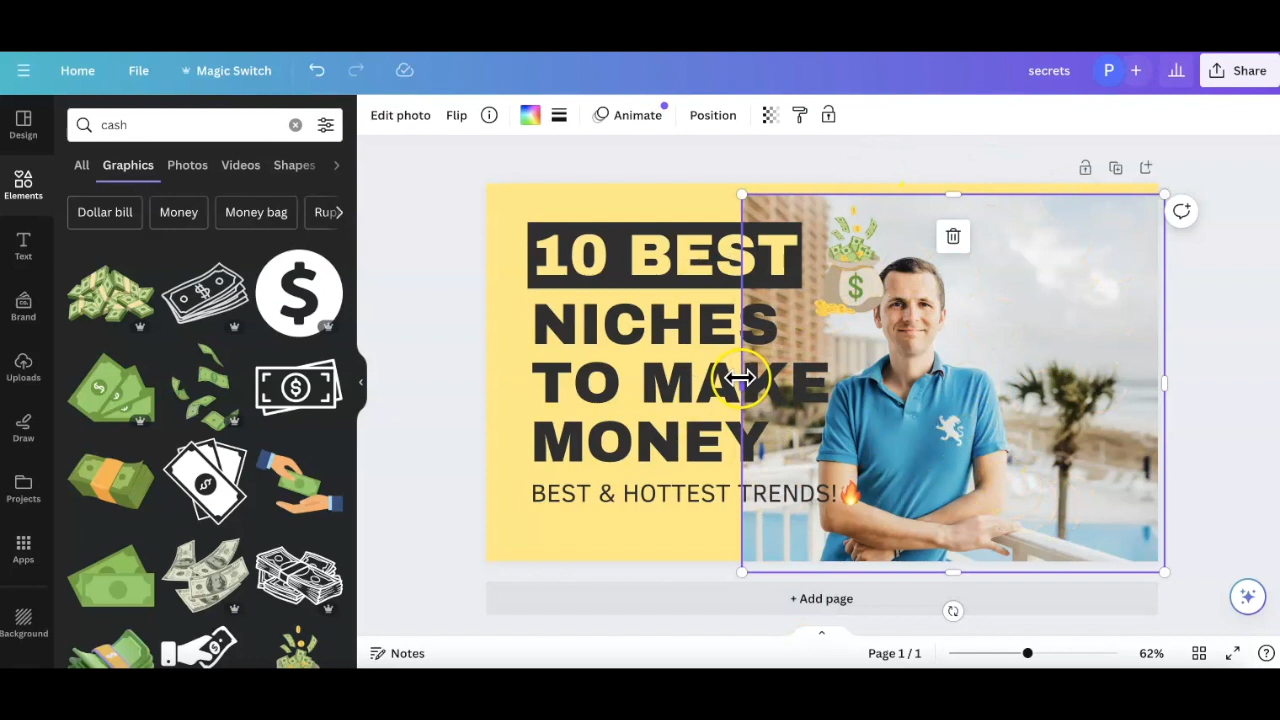 Home File Magic Switch secrets P + Share
cash
Edit photo Flip Animate Position
Design
Elements
Text
Brand
Uploads
Draw
Projects
Apps
Background
All Graphics Photos Videos Shapes
Dollar bill Money Money bag Rup
10 BEST
NICHES
TO MAKE
MONEY
BEST & HOTTEST TRENDS!🔥
+ Add page
Notes Page 1 / 1 62%